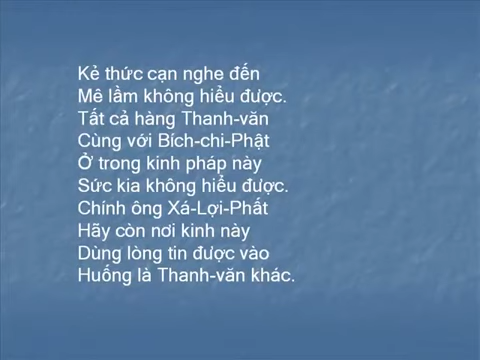 Kẻ thức cạn nghe đến
Mê lầm không hiểu được.
Tất cả hàng Thanh-văn
Cùng với Bích-chi-Phật
Ở trong kinh pháp này
Sức kia không hiểu được.
Chính ông Xá-Lợi-Phất
Hãy còn nơi kinh này
Dùng lòng tin được vào
Huống là Thanh-văn khác.